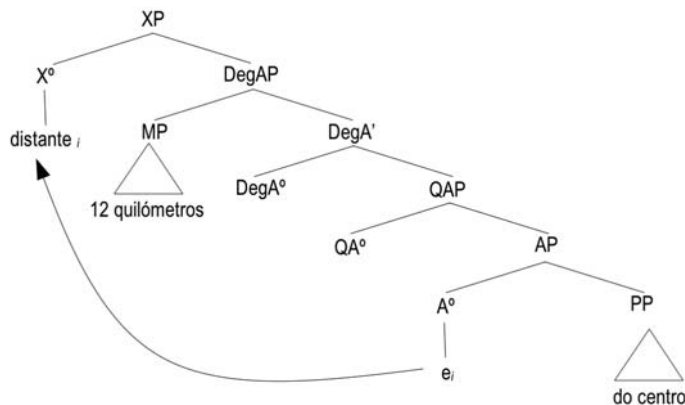 XP
Xº DegAP
distante i MP DegA'
12 quilómetros DegAº QAP
QAº AP
Aº PP
ei do centro